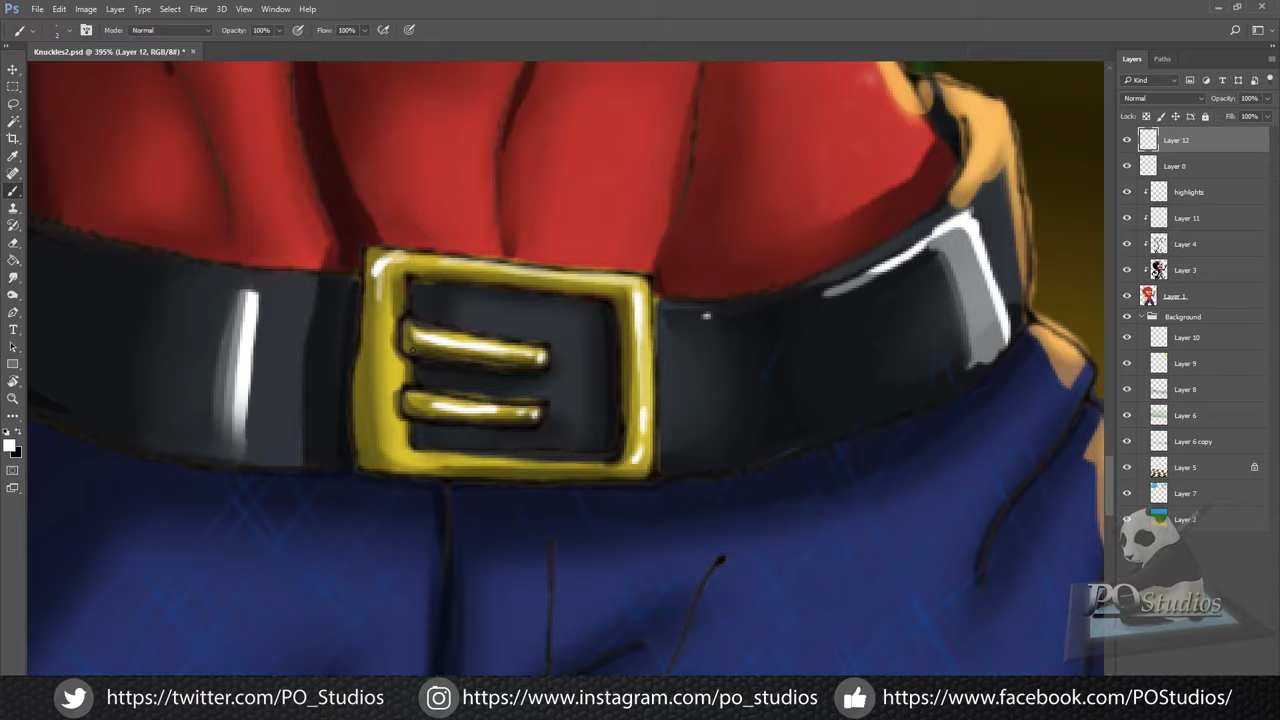 Ps File Edit Image Layer Type Select Filter 3D View Window Help
2 Mode: Normal Opacity: 100% Flow: 100%
Knuckles2.psd @ 395% (Layer 12, RGB/8#) * ×
Layers Paths
Kind
Normal Opacity: 100%
Lock: Fill: 100%
Layer 12
Layer 0
highlights
Layer 11
Layer 4
Layer 3
Layer 1
Background
Layer 10
Layer 9
Layer 8
Layer 6
Layer 6 copy
Layer 5
Layer 7
Layer 2
PO Studios
https://twitter.com/PO_Studios https://www.instagram.com/po_studios https://www.facebook.com/POStudios/